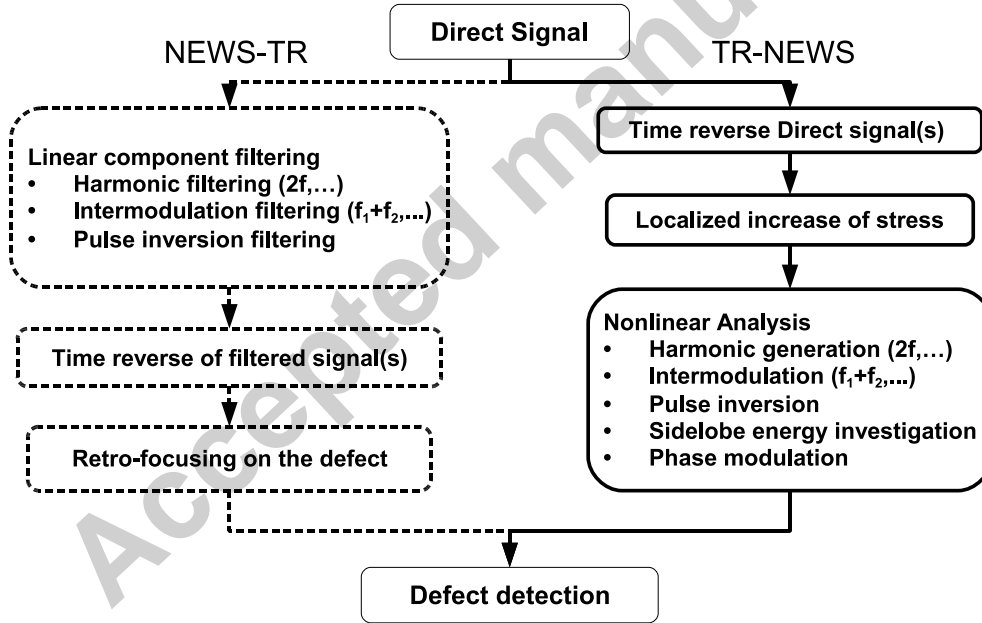 Direct Signal
NEWS-TR
TR-NEWS
Linear component filtering
• Harmonic filtering (2f,…)
• Intermodulation filtering (f₁+f₂,...)
• Pulse inversion filtering
Time reverse of filtered signal(s)
Retro-focusing on the defect
Time reverse Direct signal(s)
Localized increase of stress
Nonlinear Analysis
• Harmonic generation (2f,…)
• Intermodulation (f₁+f₂,...)
• Pulse inversion
• Sidelobe energy investigation
• Phase modulation
Defect detection
Accepted manu